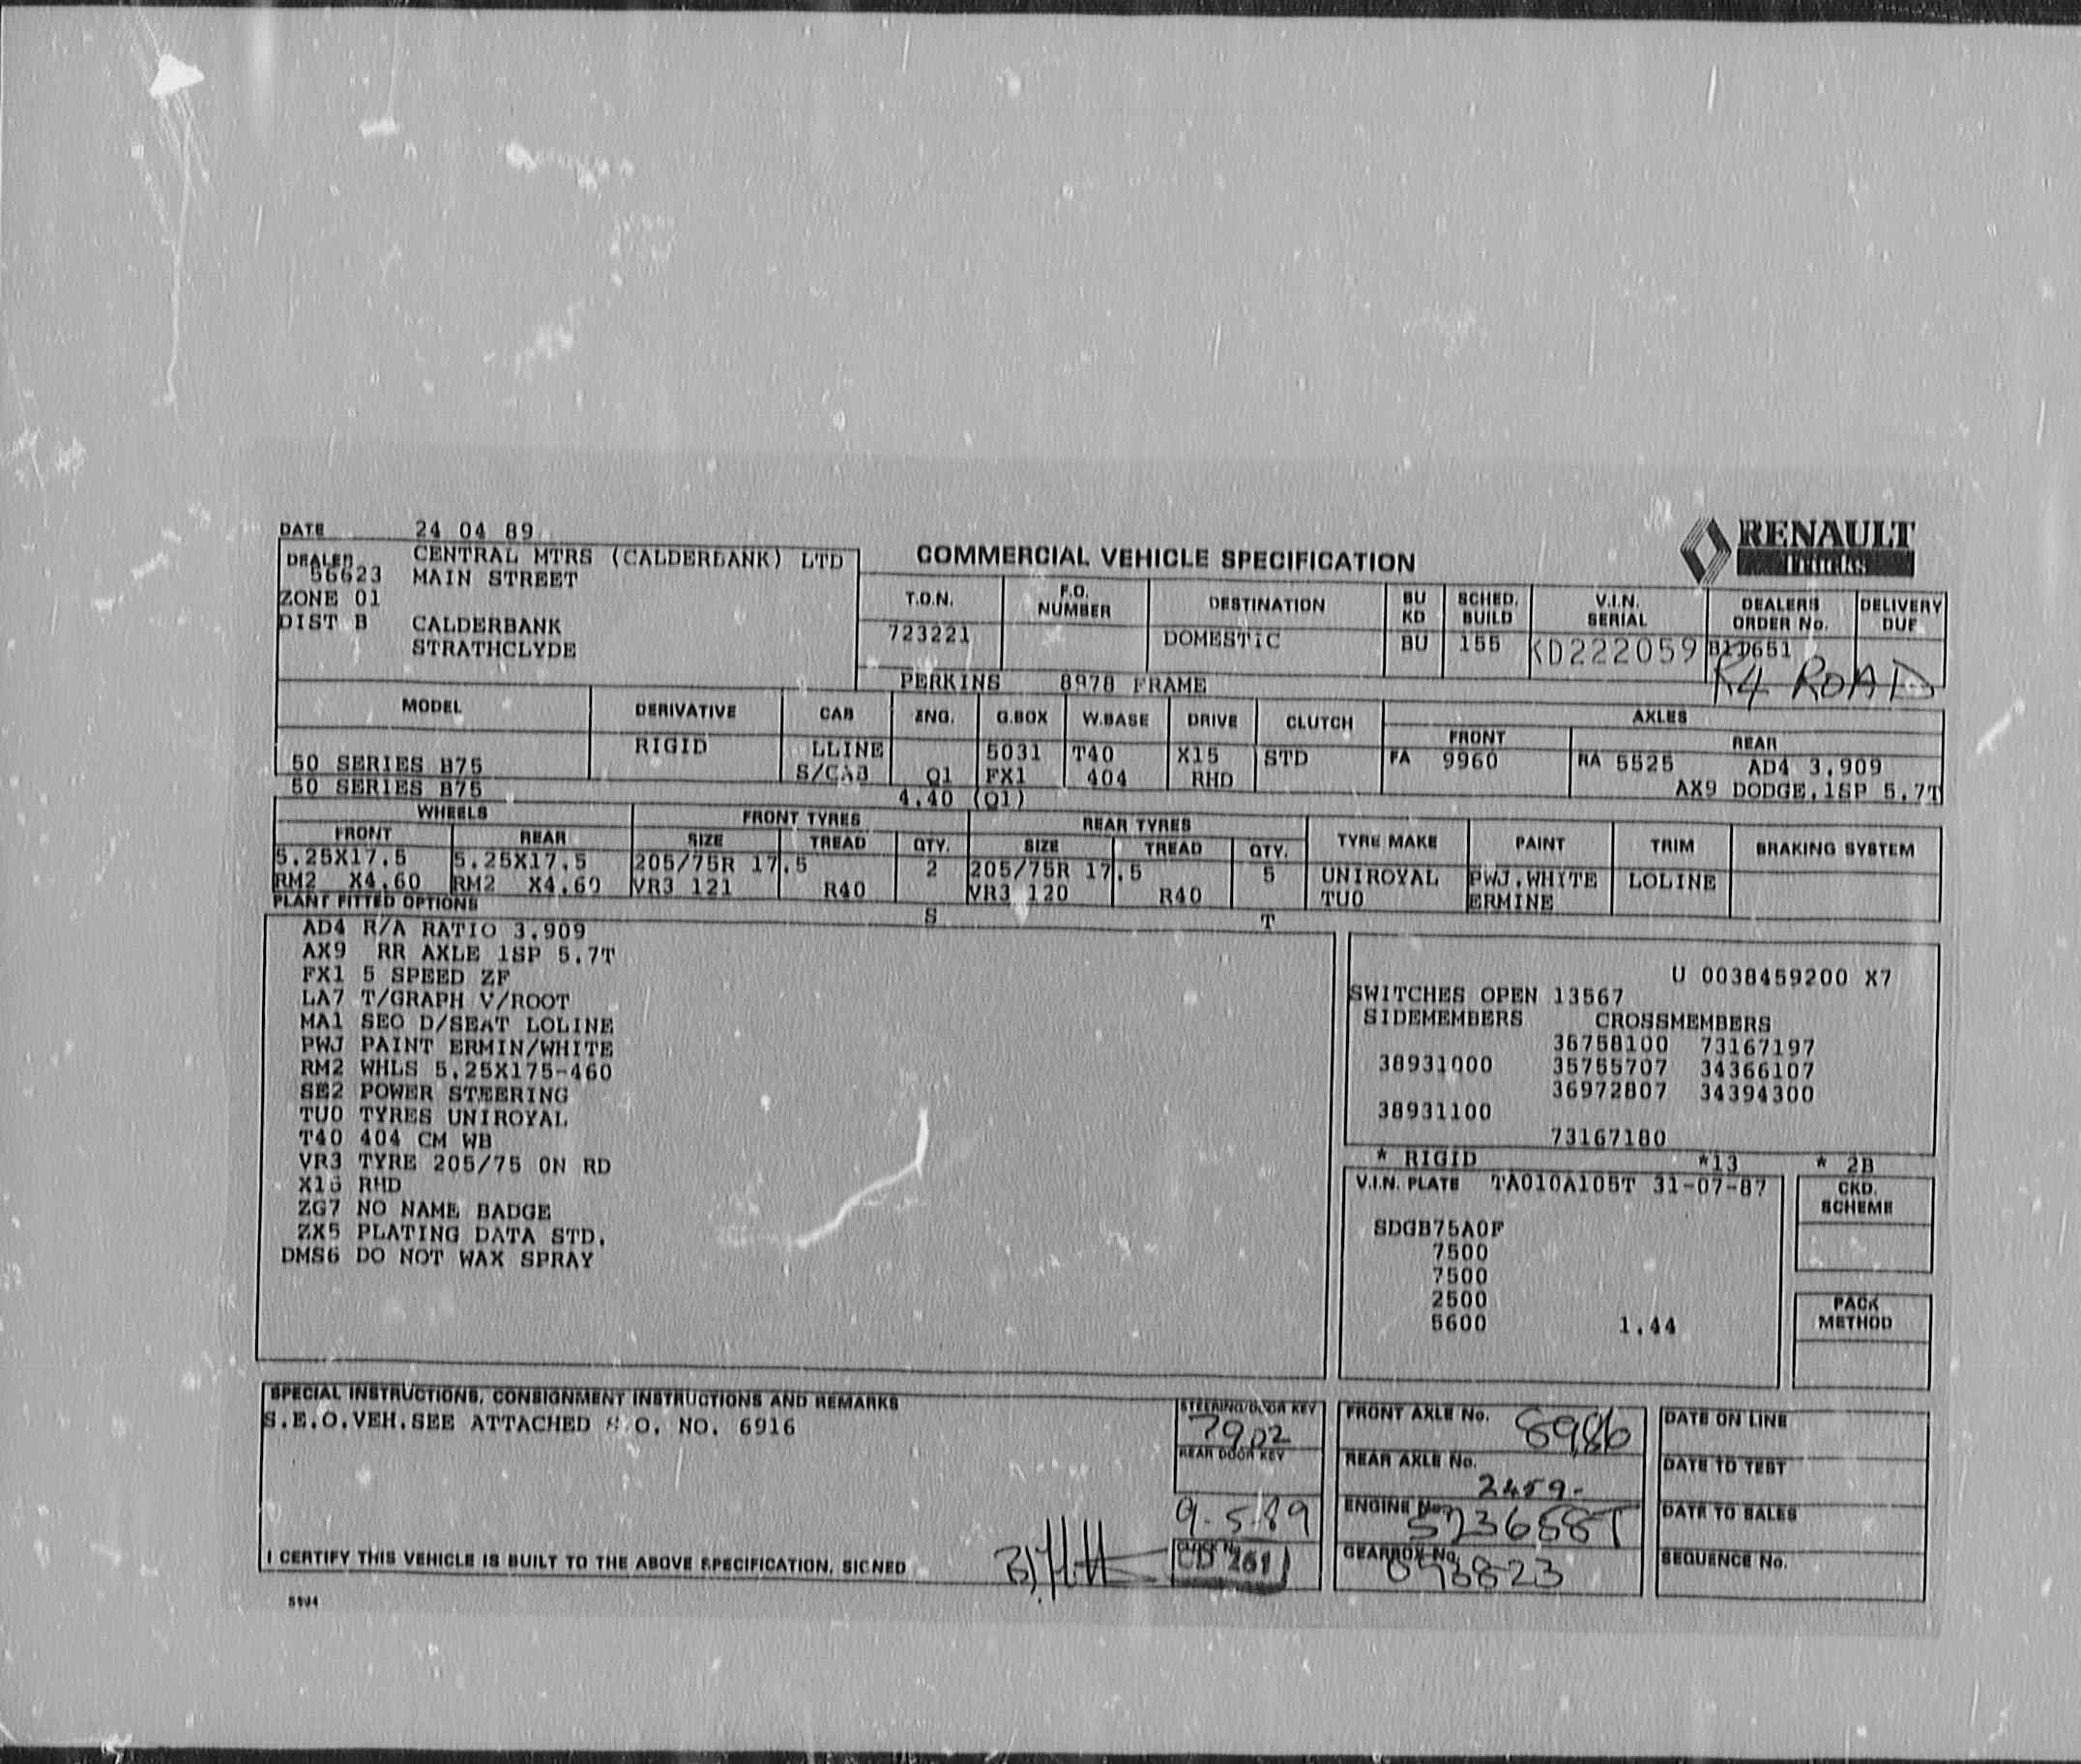 DATE 24 04 89
RENAULT
Trucks
DEALER CENTRAL MTRS (CALDERBANK) LTD
COMMERCIAL VEHICLE SPECIFICATION
56623 MAIN STREET
ZONE 01
DIST B CALDERBANK
STRATHCLYDE
T.O.N. F.O. NUMBER DESTINATION BU KD SCHED. BUILD V.I.N. SERIAL DEALERS ORDER No. DELIVERY DUE
723221 DOMESTIC BU 155 KD222059
R4 ROAD
PERKINS 8978 FRAME
MODEL DERIVATIVE CAB ENG. G.BOX W.BASE DRIVE CLUTCH AXLES
FRONT REAR
RIGID LLINE 5031 T40 X15 STD FA 9960 RA 5525 AD4 3.909
50 SERIES B75 S/CAB Q1 FX1 404 RHD
50 SERIES B75 4.40 (Q1) AX9 DODGE.1SP 5.7T
WHEELS FRONT TYRES REAR TYRES
FRONT REAR SIZE TREAD QTY. SIZE TREAD QTY. TYRE MAKE PAINT TRIM BRAKING SYSTEM
5.25X17.5 5.25X17.5 205/75R 17.5 2 205/75R 17.5 5 UNIROYAL PWJ.WHITE LOLINE
RM2 X4.60 RM2 X4.60 VR3 121 R40 VR3 120 R40 TU0 ERMINE
PLANT FITTED OPTIONS S T
AD4 R/A RATIO 3.909
AX9 RR AXLE 1SP 5.7T
FX1 5 SPEED ZF
LA7 T/GRAPH V/ROOT
MA1 SEO D/SEAT LOLINE
PWJ PAINT ERMIN/WHITE
RM2 WHLS 5.25X175-460
SE2 POWER STEERING
TU0 TYRES UNIROYAL
T40 404 CM WB
VR3 TYRE 205/75 ON RD
X15 RHD
ZG7 NO NAME BADGE
ZX5 PLATING DATA STD.
DMS6 DO NOT WAX SPRAY
U 0038459200 X7
SWITCHES OPEN 13567
SIDEMEMBERS CROSSMEMBERS
36758100 73167197
38931000 35755707 34366107
36972807 34394300
38931100
73167180
* RIGID *13 * 2B
V.I.N. PLATE TA010A105T 31-07-87
CKD. SCHEME
SDGB75A0F
7500
7500
2500
5600 1.44
PACK METHOD
SPECIAL INSTRUCTIONS, CONSIGNMENT INSTRUCTIONS AND REMARKS
S.E.O.VEH.SEE ATTACHED S.O. NO. 6916
STEERING/DOOR KEY 7902
REAR DOOR KEY
9-5-89
FRONT AXLE No. 8986
REAR AXLE No. 2459-
ENGINE No. 573658T
GEARBOX No. 093823
DATE ON LINE
DATE TO TEST
DATE TO SALES
SEQUENCE No.
I CERTIFY THIS VEHICLE IS BUILT TO THE ABOVE SPECIFICATION, SIGNED